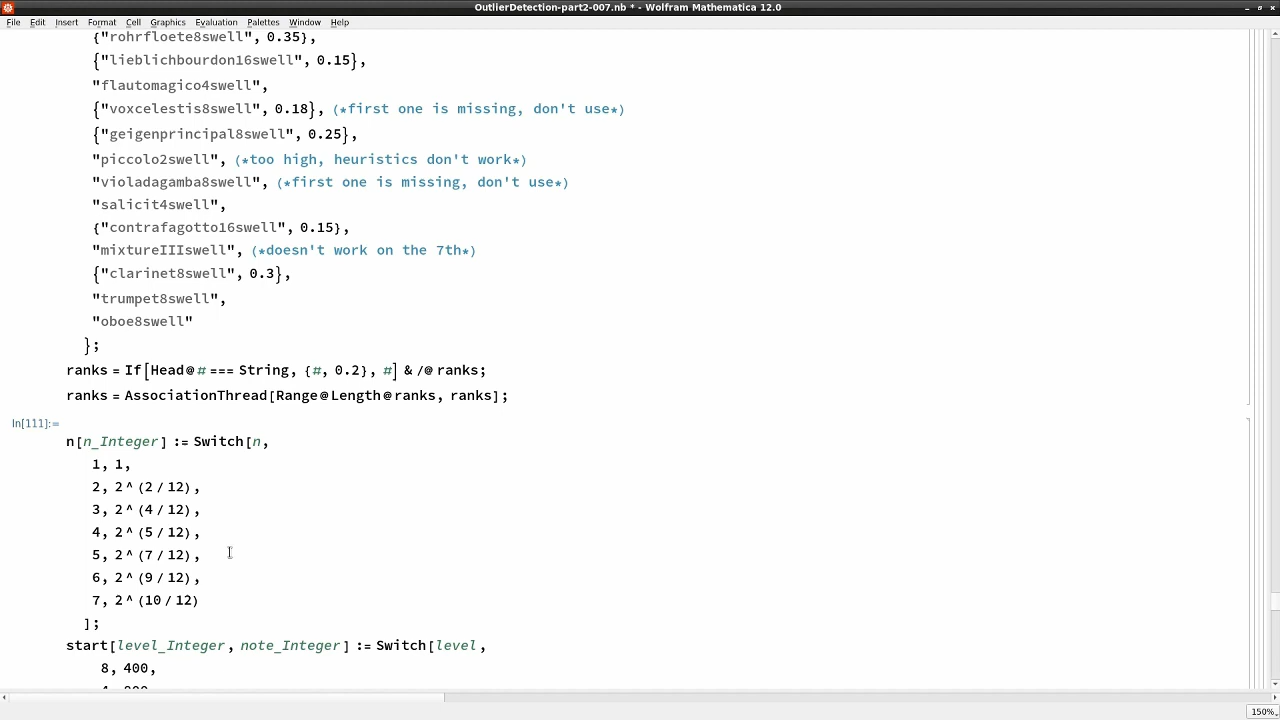 OutlierDetection-part2-007.nb * - Wolfram Mathematica 12.0
File Edit Insert Format Cell Graphics Evaluation Palettes Window Help
{"rohrfloete8swell", 0.35},
{"lieblichbourdon16swell", 0.15},
"flautomagico4swell",
{"voxcelestis8swell", 0.18}, (*first one is missing, don't use*)
{"geigenprincipal8swell", 0.25},
"piccolo2swell", (*too high, heuristics don't work*)
"violadagamba8swell", (*first one is missing, don't use*)
"salicit4swell",
{"contrafagotto16swell", 0.15},
"mixtureIIIswell", (*doesn't work on the 7th*)
{"clarinet8swell", 0.3},
"trumpet8swell",
"oboe8swell"
};
ranks = If[Head@# === String, {#, 0.2}, #] & /@ ranks;
ranks = AssociationThread[Range@Length@ranks, ranks];
In[111]:=
n[n_Integer] := Switch[n,
1, 1,
2, 2^(2/12),
3, 2^(4/12),
4, 2^(5/12),
5, 2^(7/12),
6, 2^(9/12),
7, 2^(10/12)
];
start[level_Integer, note_Integer] := Switch[level,
8, 400,
4, 800
150%